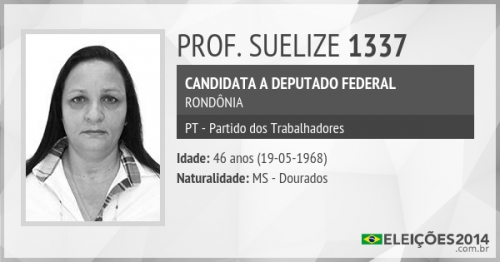 PROF. SUELIZE 1337
CANDIDATA A DEPUTADO FEDERAL
RONDÔNIA
PT - Partido dos Trabalhadores
Idade: 46 anos (19-05-1968)
Naturalidade: MS - Dourados
ELEIÇÕES2014
.com.br